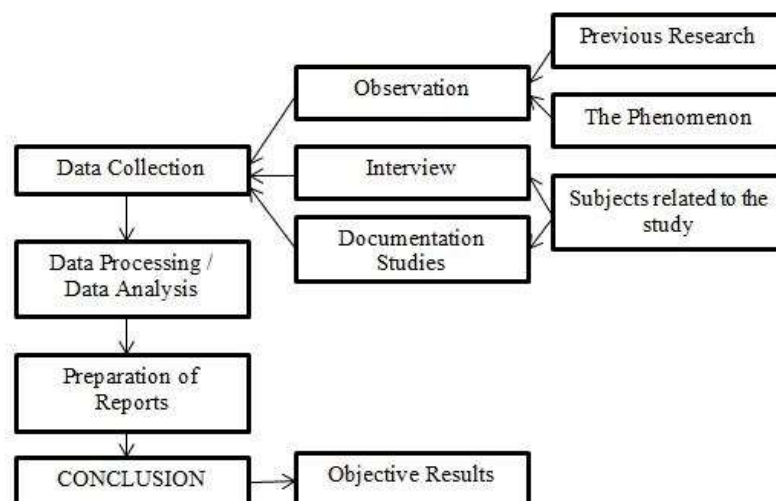 Previous Research
Observation
The Phenomenon
Data Collection
Interview
Subjects related to the
study
Documentation
Studies
Data Processing /
Data Analysis
Preparation of
Reports
CONCLUSION
Objective Results